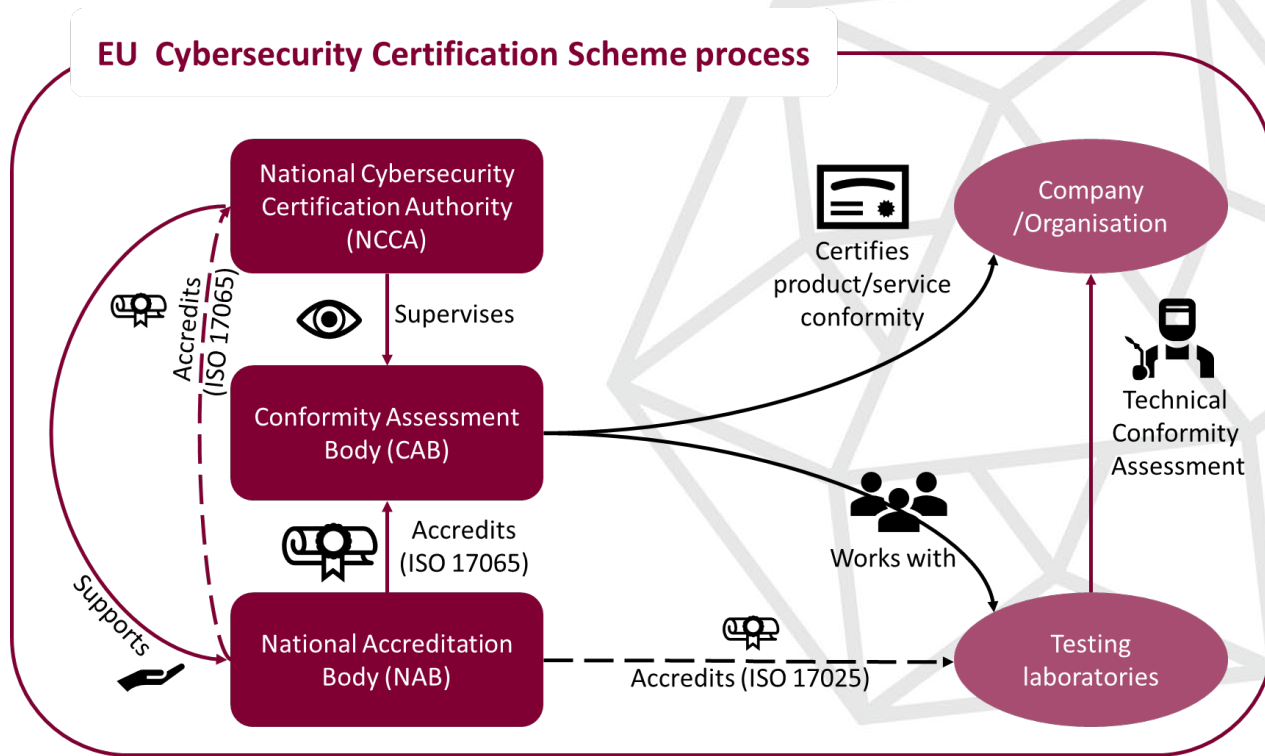 EU Cybersecurity Certification Scheme process
National Cybersecurity
Certification Authority
(NCCA)
Accredits
(ISO 17065)
Supervises
Conformity Assessment
Body (CAB)
Accredits
(ISO 17065)
Supports
National Accreditation
Body (NAB)
Accredits (ISO 17025)
Certifies
product/service
conformity
Works with
Company
/Organisation
Technical
Conformity
Assessment
Testing
laboratories